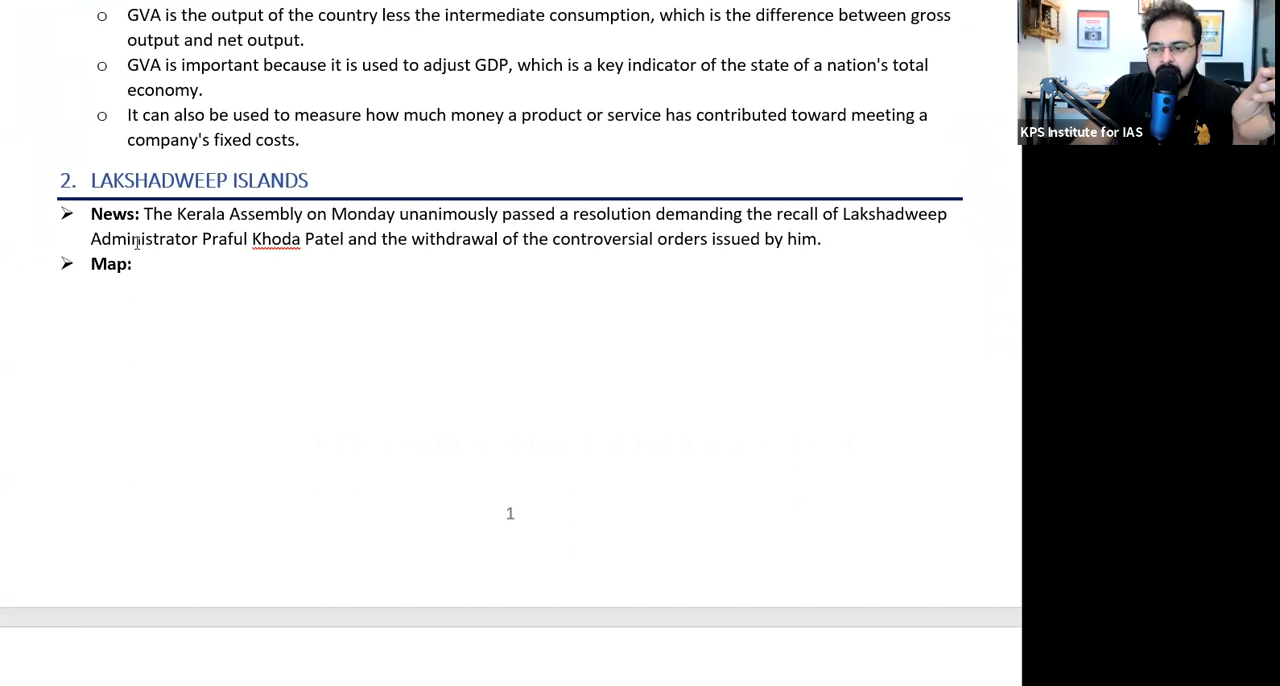 o GVA is the output of the country less the intermediate consumption, which is the difference between gross
output and net output.
o GVA is important because it is used to adjust GDP, which is a key indicator of the state of a nation's total
economy.
o It can also be used to measure how much money a product or service has contributed toward meeting a
company's fixed costs.
2. LAKSHADWEEP ISLANDS
➤ News: The Kerala Assembly on Monday unanimously passed a resolution demanding the recall of Lakshadweep
Administrator Praful Khoda Patel and the withdrawal of the controversial orders issued by him.
➤ Map:
1
KPS Institute for IAS